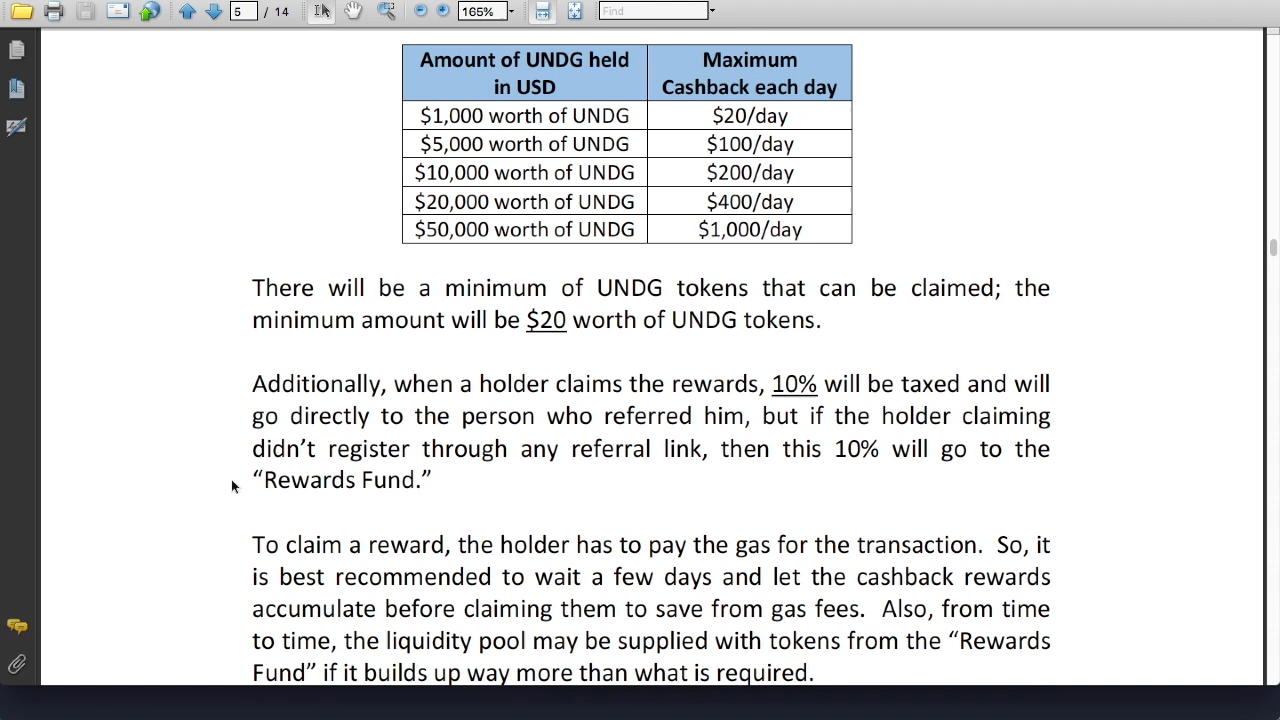 5 / 14 165% Find
Amount of UNDG held in USD Maximum Cashback each day
$1,000 worth of UNDG $20/day
$5,000 worth of UNDG $100/day
$10,000 worth of UNDG $200/day
$20,000 worth of UNDG $400/day
$50,000 worth of UNDG $1,000/day
There will be a minimum of UNDG tokens that can be claimed; the
minimum amount will be $20 worth of UNDG tokens.
Additionally, when a holder claims the rewards, 10% will be taxed and will
go directly to the person who referred him, but if the holder claiming
didn’t register through any referral link, then this 10% will go to the
“Rewards Fund.”
To claim a reward, the holder has to pay the gas for the transaction. So, it
is best recommended to wait a few days and let the cashback rewards
accumulate before claiming them to save from gas fees. Also, from time
to time, the liquidity pool may be supplied with tokens from the “Rewards
Fund” if it builds up way more than what is required.